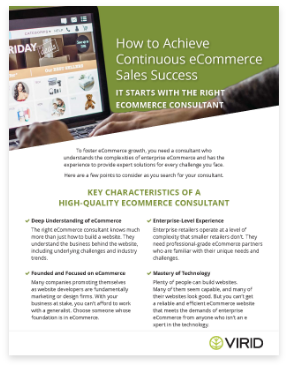 How to Achieve
Continuous eCommerce
Sales Success
IT STARTS WITH THE RIGHT
ECOMMERCE CONSULTANT
FRIDAY
To foster eCommerce growth, you need a consultant who
understands the complexities of enterprise eCommerce and has the
experience to provide expert solutions for every challenge you face.
Here are a few points to consider as you search for your consultant.
KEY CHARACTERISTICS OF A
HIGH-QUALITY ECOMMERCE CONSULTANT
Deep Understanding of eCommerce
The right eCommerce consultant knows much
more than just how to build a website. They
understand the business behind the website,
including underlying challenges and industry
trends.
Founded and Focused on eCommerce
Many companies promoting themselves
as website developers are fundamentally
marketing or design firms. With your
business at stake, you can't afford to work
with a generalist. Choose someone whose
foundation is in eCommerce.
Enterprise-Level Experience
Enterprise retailers operate at a level of
complexity that smaller retailers don't. They
need professional-grade eCommerce partners
who are familiar with their unique needs and
challenges.
Mastery of Technology
Plenty of people can build websites.
Many of them seem capable, and many of
their websites look good. But you can't get
a reliable and efficient eCommerce website
that meets the demands of enterprise
eCommerce from anyone who isn't an e
xpert in the technology.
VIRID